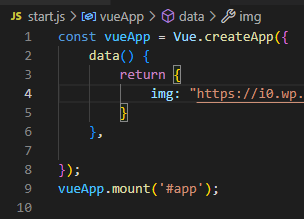 JS start.js > vueApp > data > img
1 const vueApp = Vue.createApp({
2 data() {
3 return {
4 img: "https://i0.wp.
5 }
6 },
7
8 });
9 vueApp.mount('#app');
10